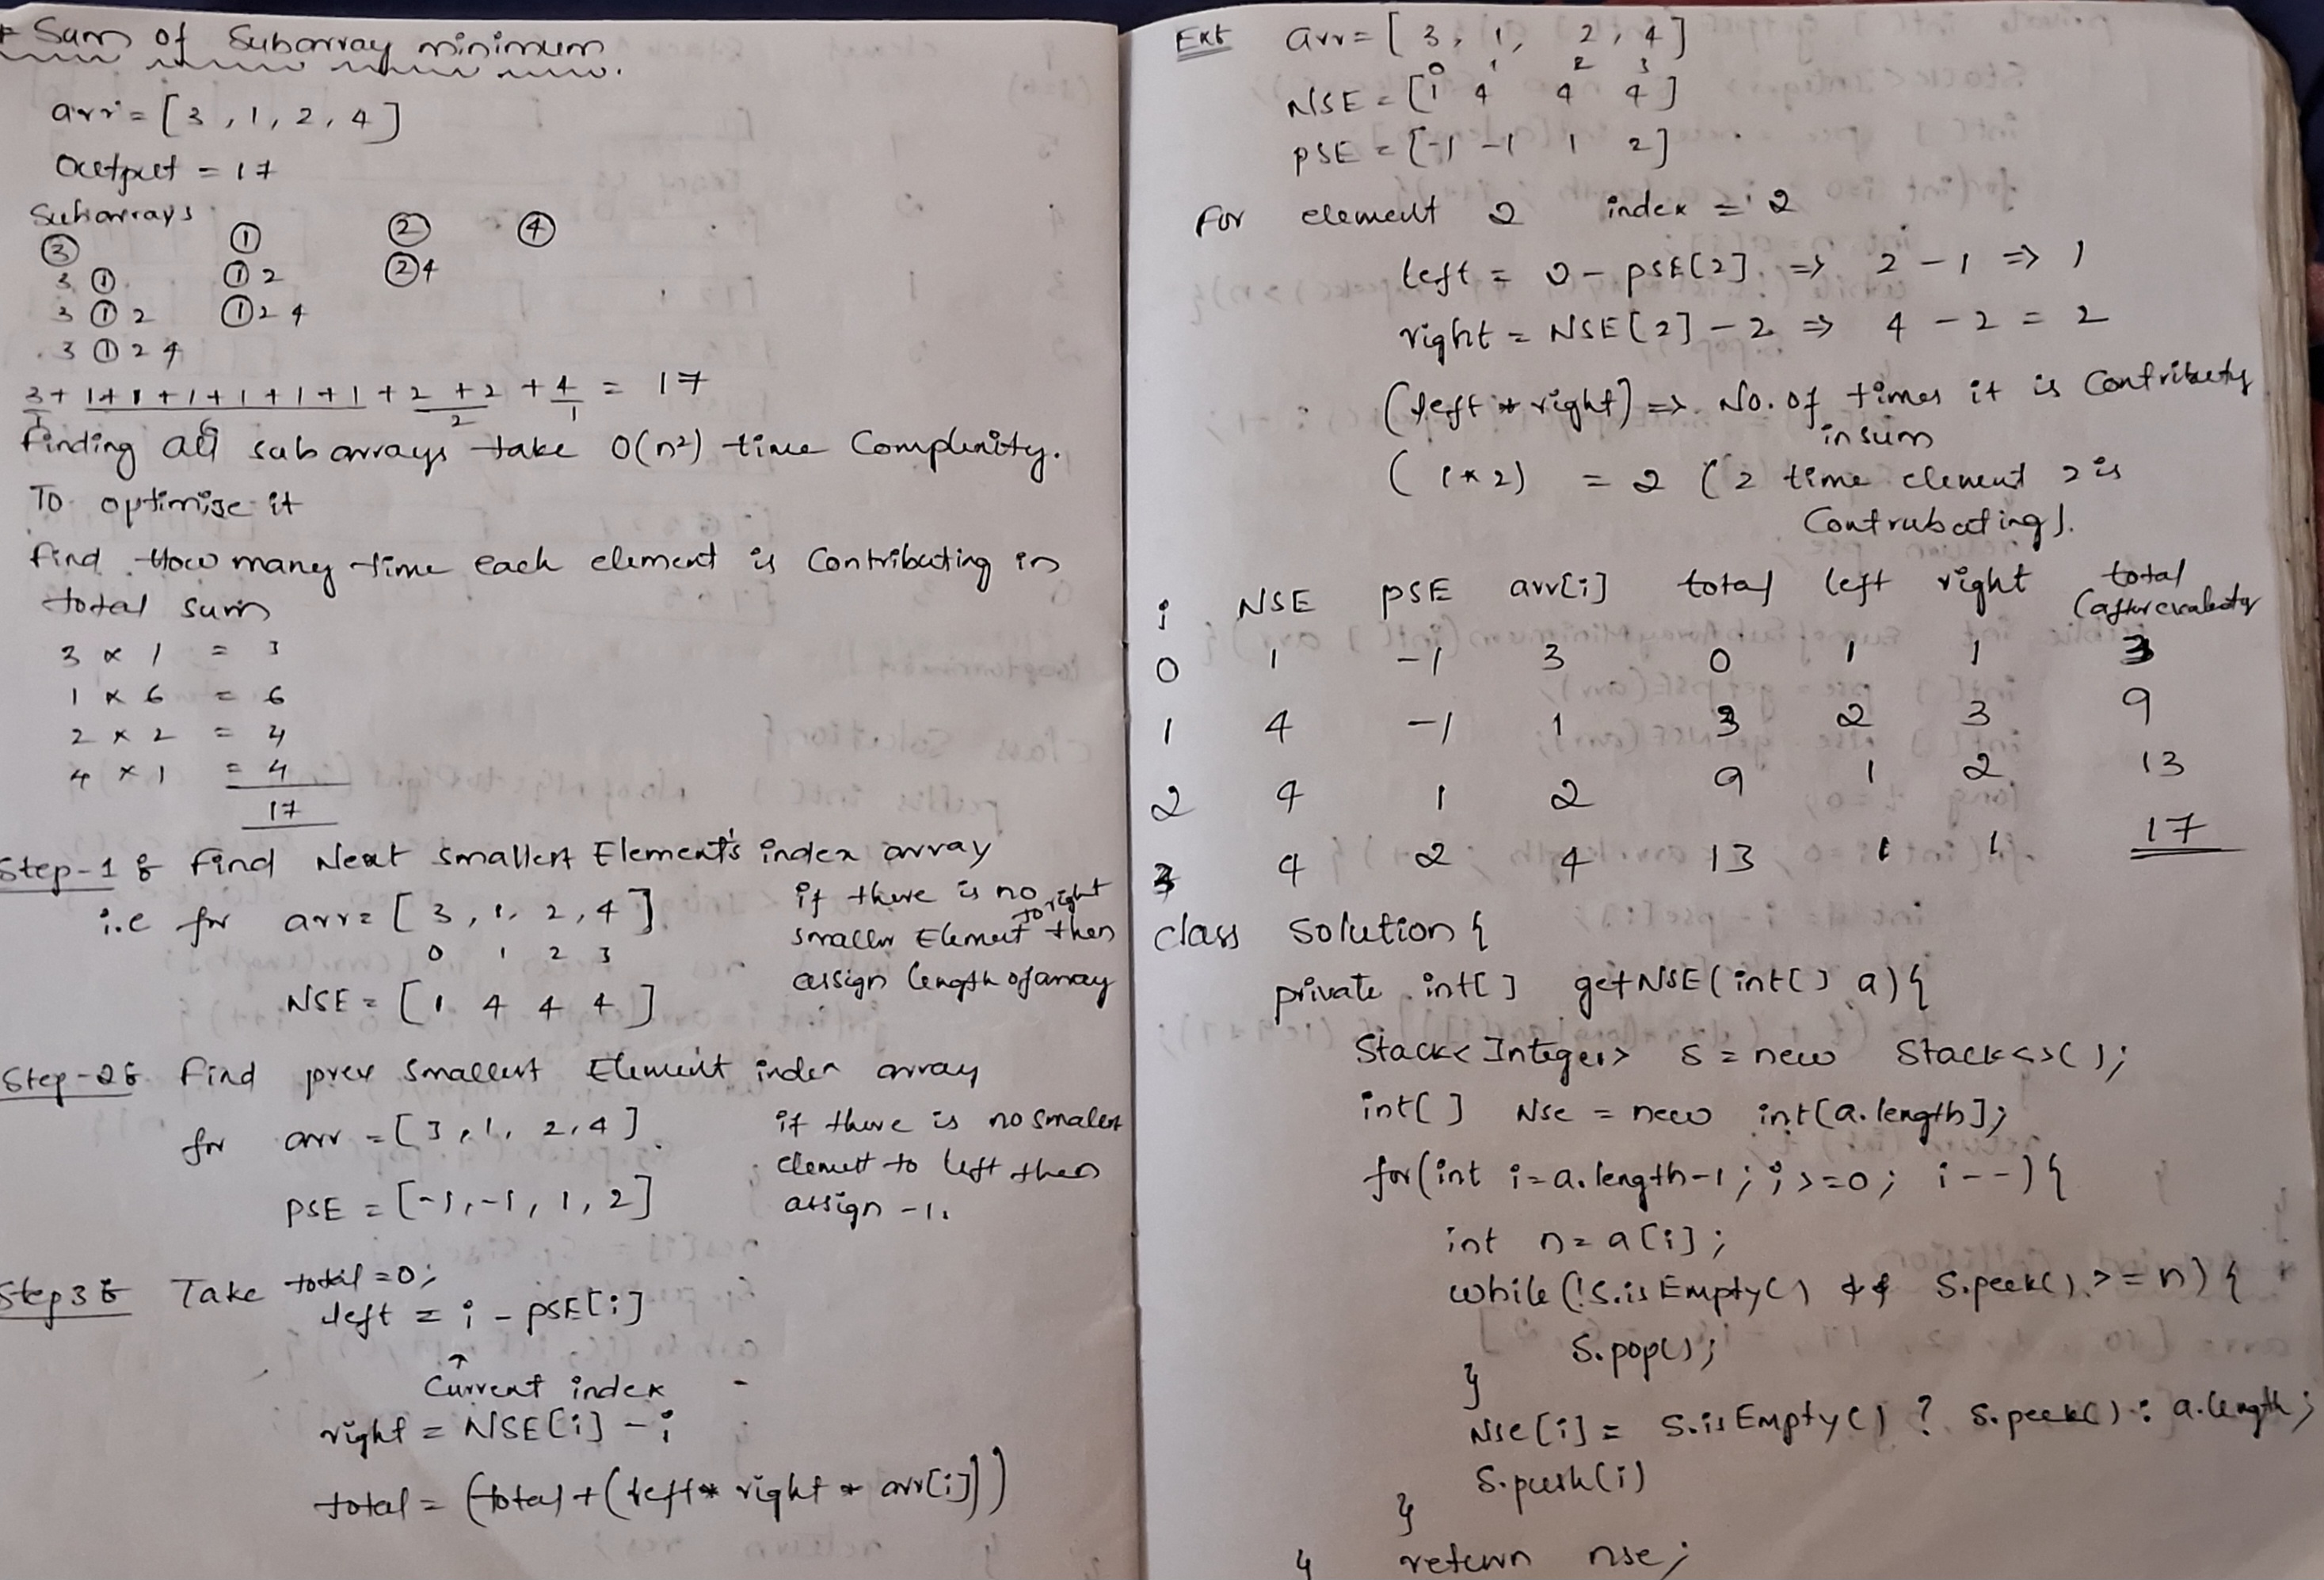 * Sum of Subarray minimum
arr = [3, 1, 2, 4]
Output = 17
Subarrays
3 1 2 4
3 1 1 2 2 4
3 1 2 1 2 4
3 1 2 4
3 + 1+1+1+1+1+1 + 2 + 2 + 4 = 17
1 6 2 1
Finding all subarrays take O(n²) time Complexity.
To optimise it
find How many time each element is Contributing in
total sum
3 × 1 = 3
1 × 6 = 6
2 × 2 = 4
4 × 1 = 4
17
Step-1 : Find Next smallest Element's index array
i.e for arr = [3, 1, 2, 4]
0 1 2 3
NSE = [1 4 4 4]
if there is no
smaller Element to right then
assign length of array
Step-2 : Find prev smallest Element index array
for arr = [3, 1, 2, 4]
PSE = [-1, -1, 1, 2]
if there is no smallest
element to left then
assign -1.
Step 3 : Take total = 0;
left = i - PSE[i]
↑
Current index
right = NSE[i] - i
total = (total + (left * right * arr[i]))
Ex: arr = [3, 1, 2, 4]
0 1 2 3
NSE = [1 4 4 4]
PSE = [-1 -1 1 2]
For element 2 index = 2
left = 2 - PSE[2] => 2 - 1 => 1
right = NSE[2] - 2 => 4 - 2 = 2
(left * right) => No. of times it is Contributing
in sum
(1*2) = 2 (2 time element 2 is
Contrubuting).
i NSE PSE arr[i] total left right total
(after evaluating
0 1 -1 3 0 1 1 3
1 4 -1 1 3 2 3 9
2 4 1 2 9 1 2 13
3 4 2 4 13 1 1 17
class Solution {
private int[] getNSE(int[] a){
Stack<Integer> s = new Stack<>();
int[] Nse = new int[a.length];
for(int i=a.length-1; i>=0; i--){
int n = a[i];
while(!s.isEmpty() && s.peek() >= n) {
s.pop();
}
Nse[i] = s.isEmpty() ? s.peek() : a.length;
s.push(i)
}
return nse;
}